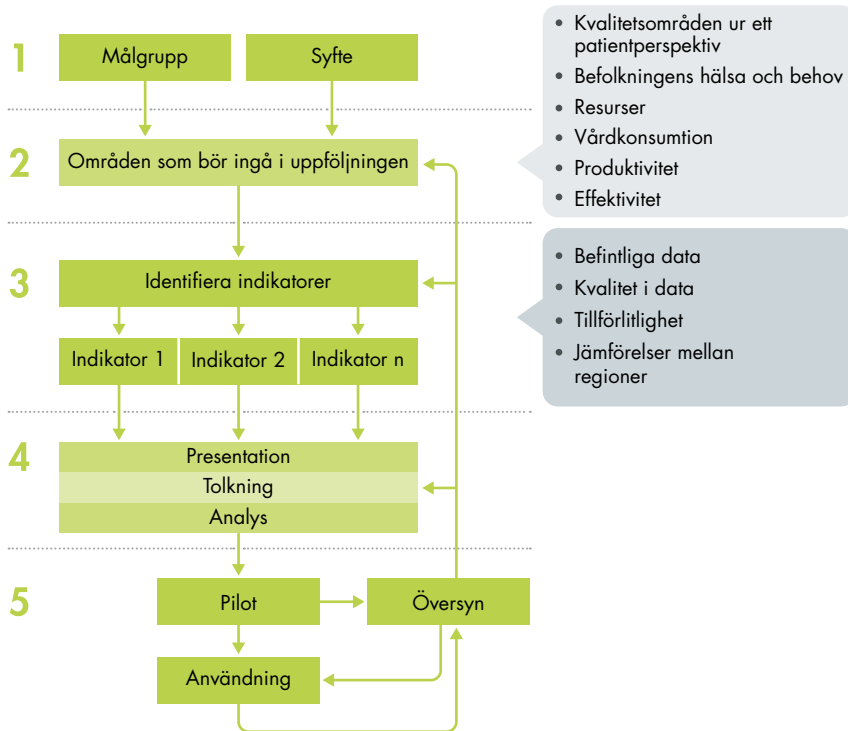 1
Målgrupp
Syfte
2
Områden som bör ingå i uppföljningen
• Kvalitetsområden ur ett
patientperspektiv
• Befolkningens hälsa och behov
• Resurser
• Vårdkonsumtion
• Produktivitet
• Effektivitet
3
Identifiera indikatorer
Indikator 1
Indikator 2
Indikator n
• Befintliga data
• Kvalitet i data
• Tillförlitlighet
• Jämförelser mellan
regioner
4
Presentation
Tolkning
Analys
5
Pilot
Översyn
Användning